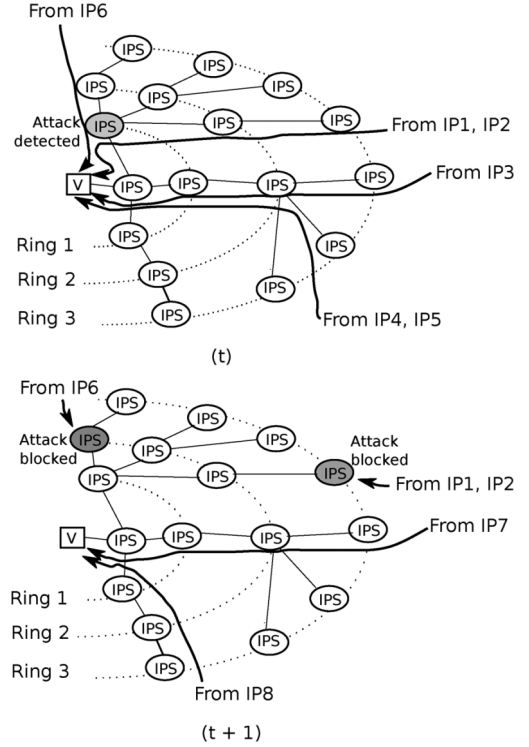 From IP6
IPS
IPS
IPS
IPS
IPS
Attack
detected
IPS
IPS
IPS
From IP1, IP2
From IP3
V
IPS
IPS
IPS
IPS
Ring 1
IPS
IPS
Ring 2
IPS
IPS
Ring 3
IPS
From IP4, IP5
(t)
From IP6
IPS
IPS
Attack
blocked
IPS
IPS
IPS
Attack
blocked
IPS
IPS
IPS
From IP1, IP2
From IP7
V
IPS
IPS
IPS
IPS
Ring 1
IPS
IPS
Ring 2
IPS
IPS
Ring 3
IPS
From IP8
(t + 1)